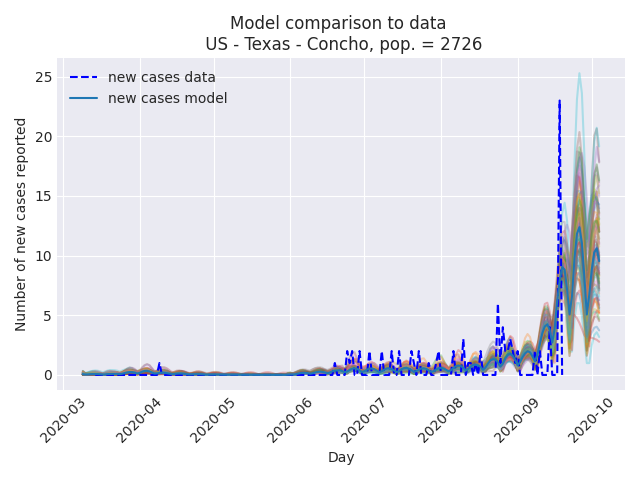 Model comparison to data
US - Texas - Concho, pop. = 2726
new cases data
new cases model
Number of new cases reported
25
20
15
10
5
0
2020-03
2020-04
2020-05
2020-06
2020-07
2020-08
2020-09
2020-10
Day